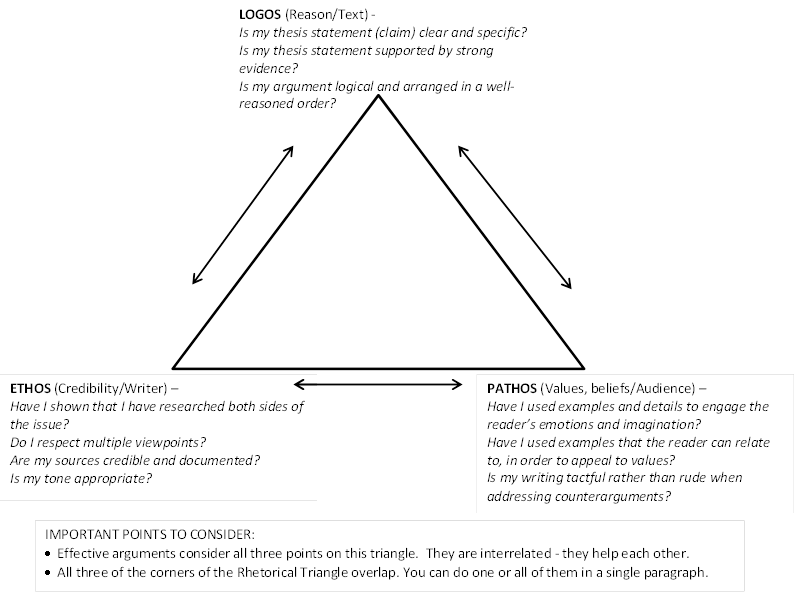 LOGOS (Reason/Text) -
Is my thesis statement (claim) clear and specific?
Is my thesis statement supported by strong
evidence?
Is my argument logical and arranged in a well-
reasoned order?
ETHOS (Credibility/Writer) –
Have I shown that I have researched both sides of
the issue?
Do I respect multiple viewpoints?
Are my sources credible and documented?
Is my tone appropriate?
PATHOS (Values, beliefs/Audience) –
Have I used examples and details to engage the
reader's emotions and imagination?
Have I used examples that the reader can relate
to, in order to appeal to values?
Is my writing tactful rather than rude when
addressing counterarguments?
IMPORTANT POINTS TO CONSIDER:
• Effective arguments consider all three points on this triangle. They are interrelated - they help each other.
• All three of the corners of the Rhetorical Triangle overlap. You can do one or all of them in a single paragraph.